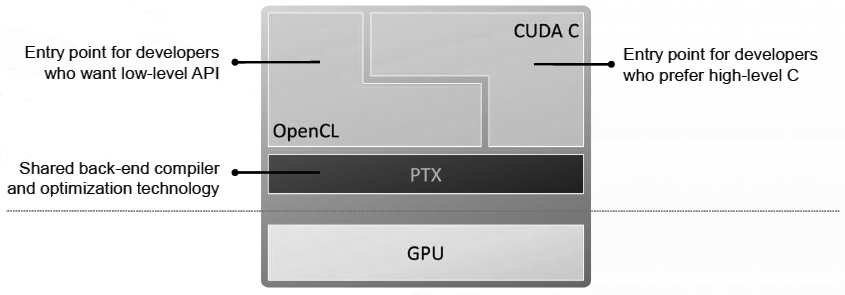 Entry point for developers
who want low-level API
CUDA C
Entry point for developers
who prefer high-level C
OpenCL
Shared back-end compiler
and optimization technology
PTX
GPU